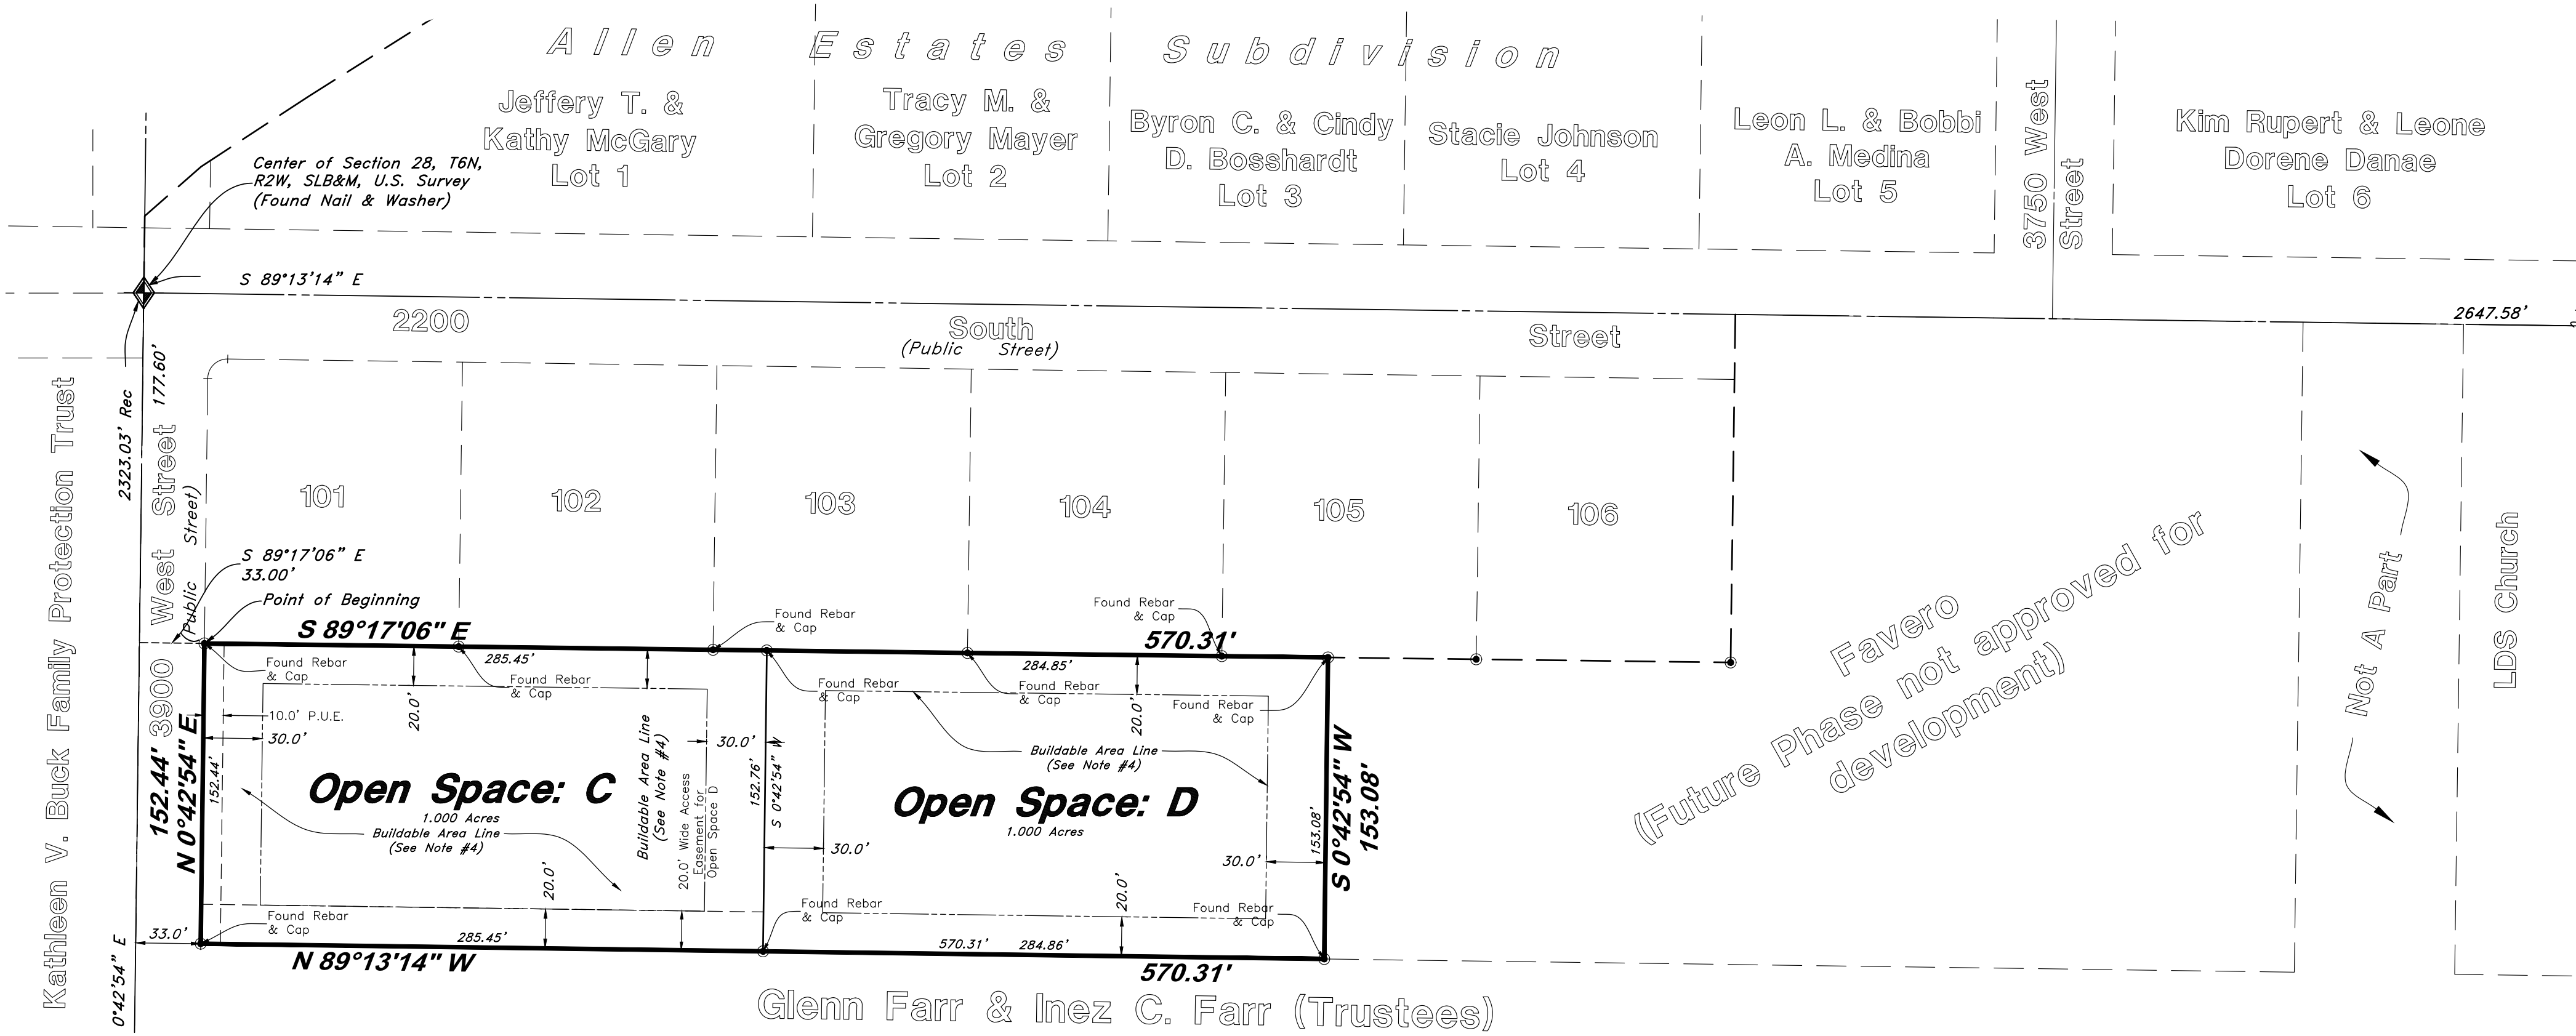 Allen Estates Subdivision
Jeffery T. &
Kathy McGary
Lot 1
Tracy M. &
Gregory Mayer
Lot 2
Byron C. & Cindy
D. Bosshardt
Lot 3
Stacie Johnson
Lot 4
Leon L. & Bobbi
A. Medina
Lot 5
3750 West
Street
Kim Rupert & Leone
Dorene Danae
Lot 6
Center of Section 28, T6N,
R2W, SLB&M, U.S. Survey
(Found Nail & Washer)
S 89°13'14" E
2647.58'
2200 South Street
(Public Street)
177.60'
2323.03' Rec
Kathleen V. Buck Family Protection Trust
3900 West Street
Public Street)
101
102
103
104
105
106
S 89°17'06" E
33.00'
Point of Beginning
S 89°17'06" E
570.31'
Found Rebar
& Cap
Found Rebar
& Cap
Found Rebar
& Cap
285.45'
Found Rebar
& Cap
284.85'
Found Rebar
& Cap
Found Rebar
& Cap
Found Rebar
& Cap
20.0'
20.0'
10.0' P.U.E.
30.0'
30.0'
152.44'
N 0°42'54" E
152.44'
Open Space: C
1.000 Acres
Buildable Area Line
(See Note #4)
Buildable Area Line
(See Note #4)
20.0' Wide Access
Easement for
Open Space D
152.76'
S 0°42'54" W
Buildable Area Line
(See Note #4)
Open Space: D
1.000 Acres
30.0'
30.0'
153.08'
S 0°42'54" W
153.08'
20.0'
20.0'
Found Rebar
& Cap
Found Rebar
& Cap
Found Rebar
& Cap
33.0'
0°42'54" E
285.45'
570.31'
284.86'
N 89°13'14" W
570.31'
Glenn Farr & Inez C. Farr (Trustees)
Favero
(Future Phase not approved for
development)
Not A Part
LDS Church